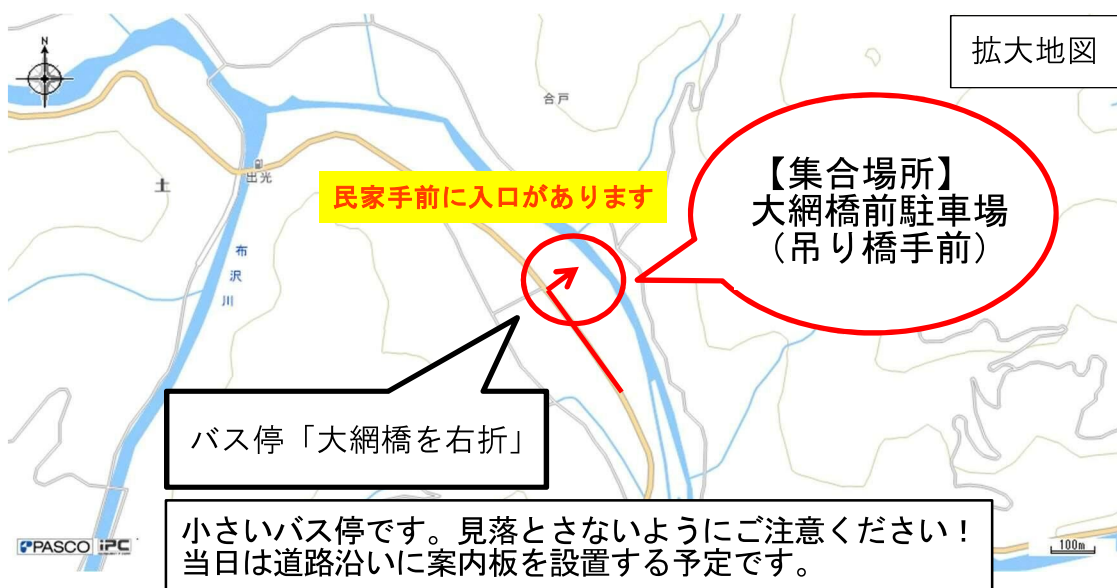 N
拡大地図
合戸
【集合場所】
大網橋前駐車場
（吊り橋手前）
出光
土
民家手前に入口があります
布沢川
バス停「大網橋を右折」
小さいバス停です。見落とさないようにご注意ください！
当日は道路沿いに案内板を設置する予定です。
PASCO iPC
100m